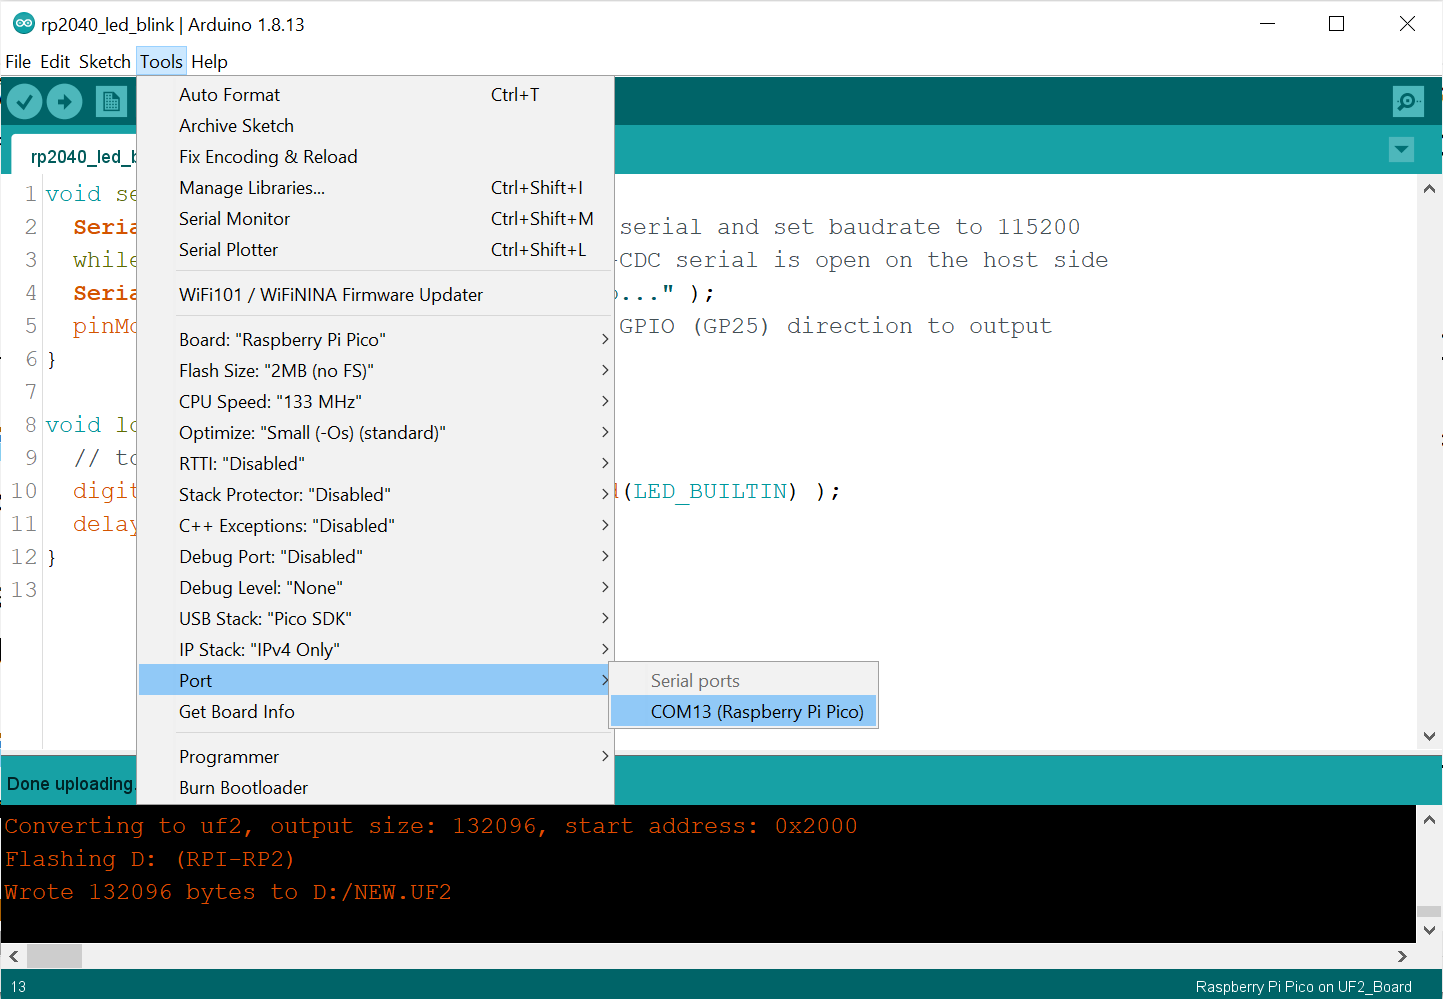 rp2040_led_blink | Arduino 1.8.13
File Edit Sketch Tools Help
rp2040_led_b
Auto Format Ctrl+T
Archive Sketch
Fix Encoding & Reload
Manage Libraries... Ctrl+Shift+I
Serial Monitor Ctrl+Shift+M
Serial Plotter Ctrl+Shift+L
WiFi101 / WiFiNINA Firmware Updater
Board: "Raspberry Pi Pico"
Flash Size: "2MB (no FS)"
CPU Speed: "133 MHz"
Optimize: "Small (-Os) (standard)"
RTTI: "Disabled"
Stack Protector: "Disabled"
C++ Exceptions: "Disabled"
Debug Port: "Disabled"
Debug Level: "None"
USB Stack: "Pico SDK"
IP Stack: "IPv4 Only"
Port
Get Board Info
Programmer
Burn Bootloader
Serial ports
COM13 (Raspberry Pi Pico)
1 void se
2 Seria serial and set baudrate to 115200
3 while -CDC serial is open on the host side
4 Seria ..." );
5 pinMo GPIO (GP25) direction to output
6 }
7
8 void lo
9 // to
10 digit (LED_BUILTIN) );
11 delay
12 }
13
Done uploading.
Converting to uf2, output size: 132096, start address: 0x2000
Flashing D: (RPI-RP2)
Wrote 132096 bytes to D:/NEW.UF2
13 Raspberry Pi Pico on UF2_Board